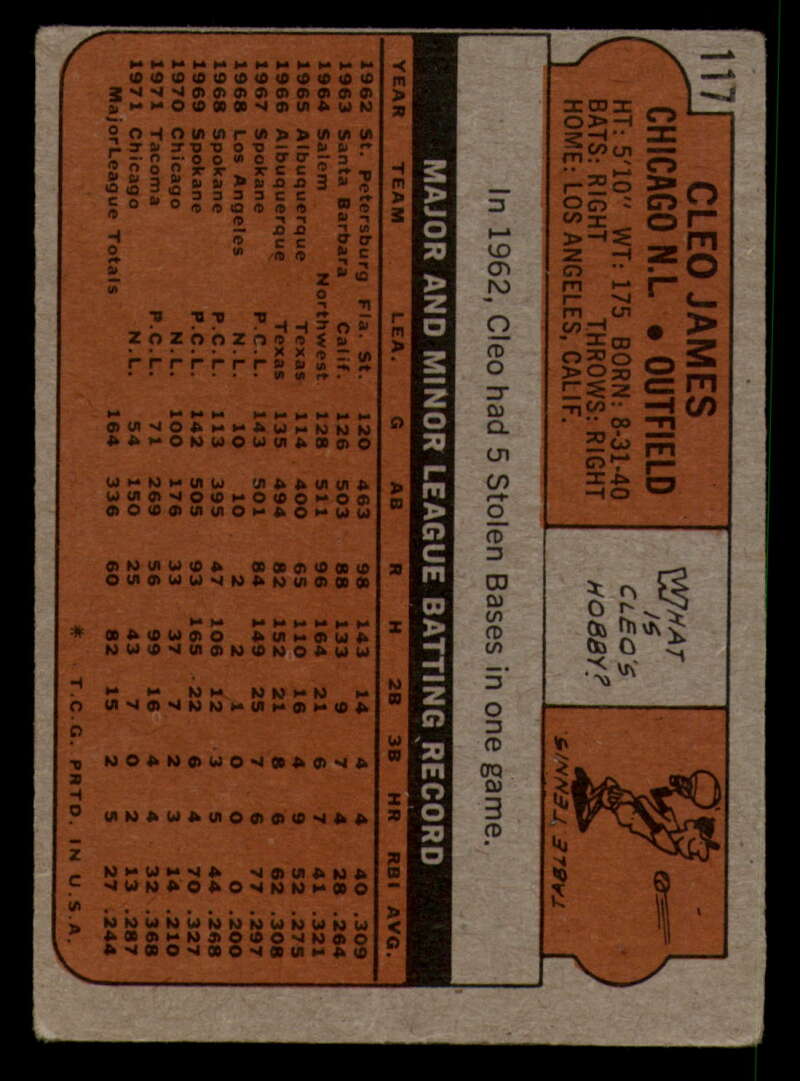 117
CLEO JAMES
CHICAGO N.L. • OUTFIELD
HT: 5'10" WT: 175 BORN: 8-31-40
BATS: RIGHT THROWS: RIGHT
HOME: LOS ANGELES, CALIF.
WHAT
IS
CLEO'S
HOBBY?
TABLE TENNIS
In 1962, Cleo had 5 Stolen Bases in one game.
MAJOR AND MINOR LEAGUE BATTING RECORD
YEAR TEAM LEA. G AB R H 2B 3B HR RBI AVG.
1962 St. Petersburg Fla. St. 120 463 98 143 14 4 4 40 .309
1963 Santa Barbara Calif. 126 503 88 133 9 7 4 28 .264
1964 Salem Northwest 128 511 96 164 21 6 7 41 .321
1965 Albuquerque Texas 114 400 65 110 16 4 9 52 .275
1966 Albuquerque Texas 135 494 82 152 21 8 6 62 .308
1967 Spokane P.C.L. 143 501 84 149 25 7 6 77 .297
1968 Los Angeles N.L. 10 10 2 2 1 0 0 0 .200
1968 Spokane P.C.L. 113 395 47 106 12 3 5 44 .268
1969 Spokane P.C.L. 142 505 93 165 22 6 4 70 .327
1970 Chicago N.L. 100 176 33 37 7 2 3 14 .210
1971 Tacoma P.C.L. 71 269 56 99 16 4 4 32 .368
1971 Chicago N.L. 54 150 25 43 7 0 2 13 .287
Major League Totals 164 336 60 82 15 2 5 27 .244
* T.C.G. PRTD. IN U.S.A.